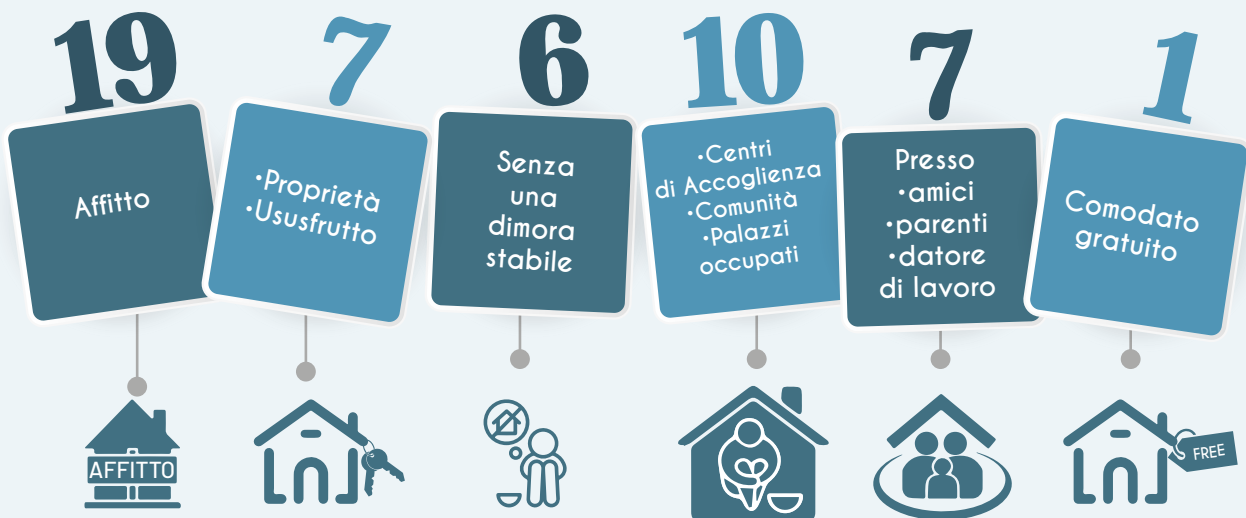 19
Affitto
7
•Proprietà
•Ususfrutto
6
Senza
una
dimora
stabile
10
•Centri
di Accoglienza
•Comunità
•Palazzi
occupati
7
Presso
•amici
•parenti
•datore
di lavoro
1
Comodato
gratuito
AFFITTO
FREE